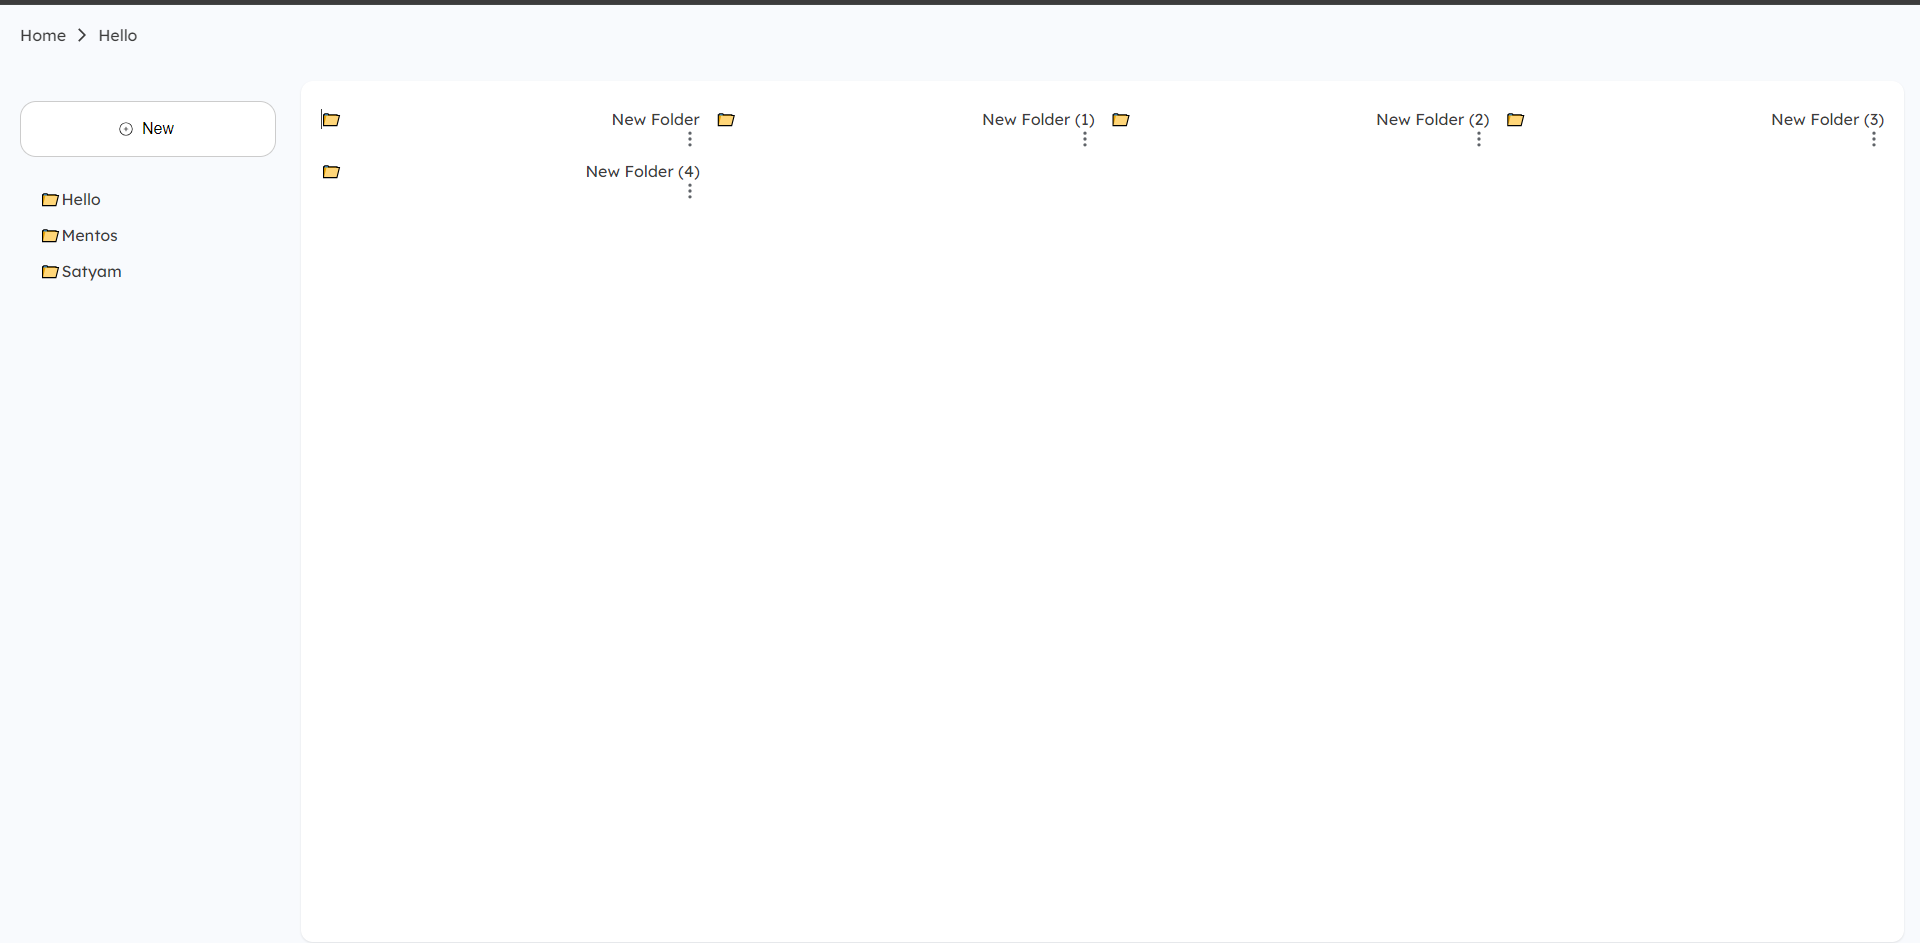 Home > Hello
New
Hello
Mentos
Satyam
New Folder
New Folder (1)
New Folder (2)
New Folder (3)
New Folder (4)